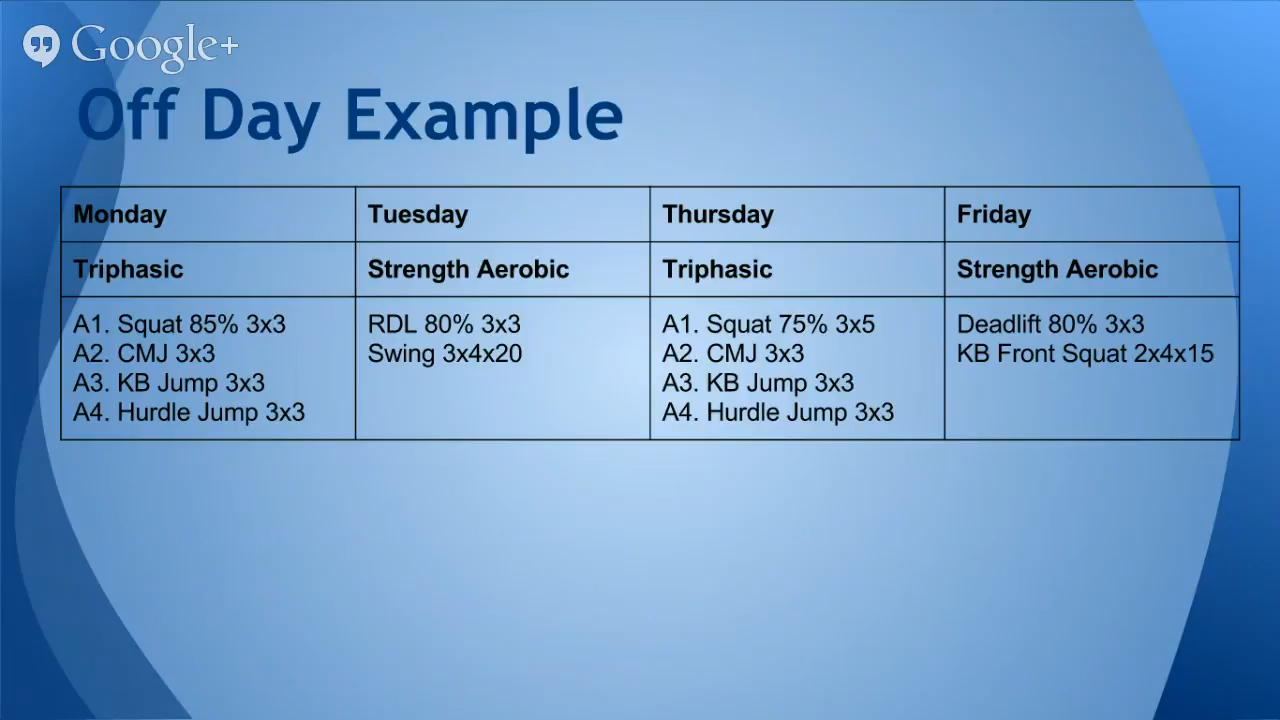 Google+
Off Day Example
Monday Tuesday Thursday Friday
Triphasic Strength Aerobic Triphasic Strength Aerobic
A1. Squat 85% 3x3 RDL 80% 3x3 A1. Squat 75% 3x5 Deadlift 80% 3x3
A2. CMJ 3x3 Swing 3x4x20 A2. CMJ 3x3 KB Front Squat 2x4x15
A3. KB Jump 3x3 A3. KB Jump 3x3
A4. Hurdle Jump 3x3 A4. Hurdle Jump 3x3